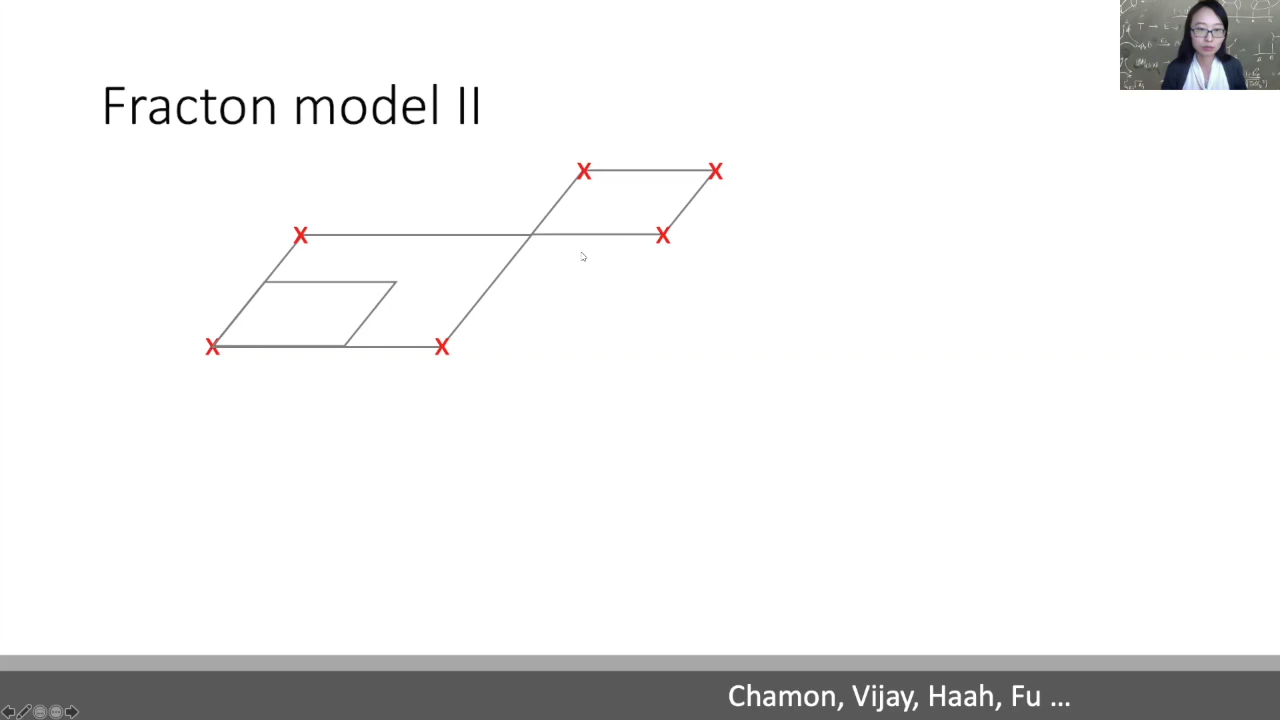 Fracton model II
X X
X X
X X
Chamon, Vijay, Haah, Fu ...